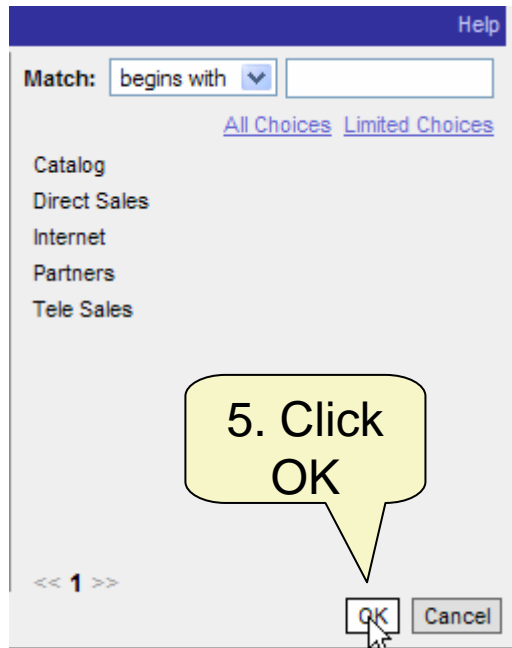 Help
Match: begins with
All Choices Limited Choices
Catalog
Direct Sales
Internet
Partners
Tele Sales
5. Click
OK
<< 1 >>
OK Cancel